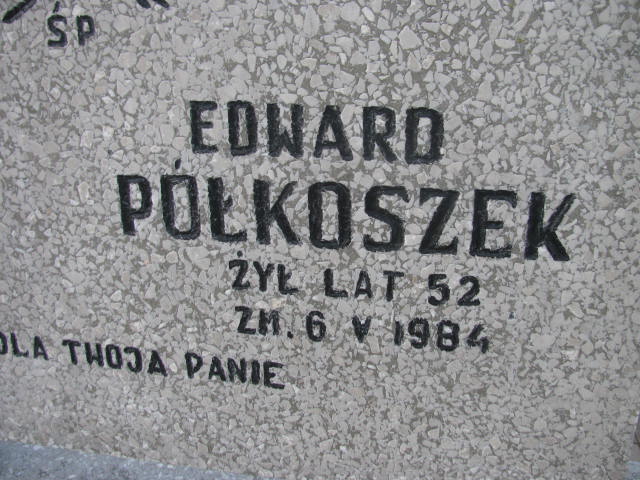 ŚP
EDWARD
PÓŁKOSZEK
ŻYŁ LAT 52
ZM. 6 V 1984
OLA TWOJA PANIE